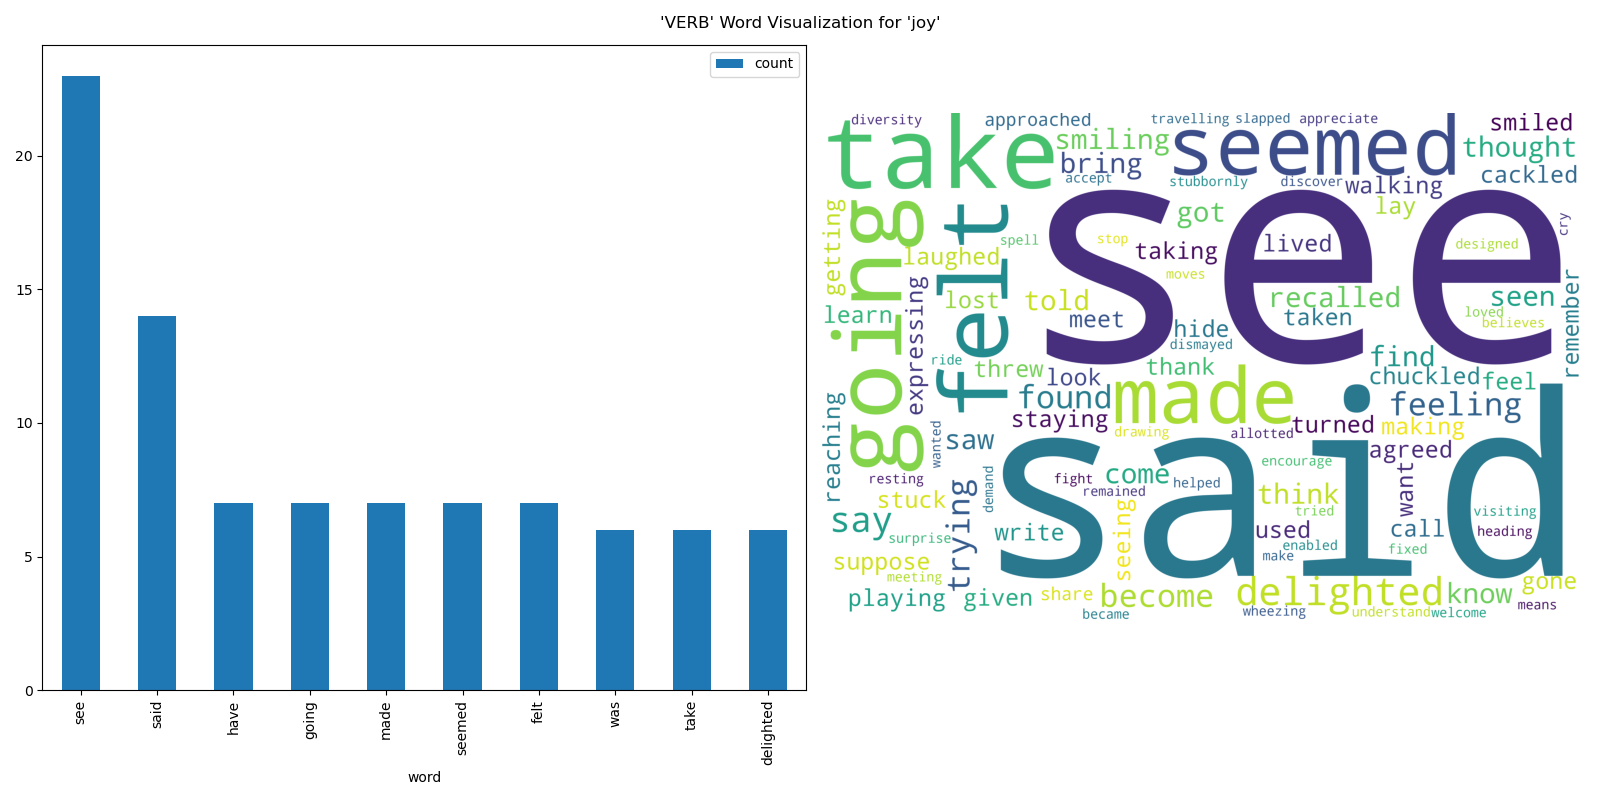 'VERB' Word Visualization for 'joy'
count
20
15
10
5
0
see
said
have
going
made
seemed
felt
was
take
delighted
word
diversity
approached
travelling
slapped
appreciate
smiled
take
smiling
seemed
thought
bring
accept
stubbornly
discover
walking
cackled
see
got
lay
getting
going
felt
spell
stop
taking
lived
designed
cry
laughed
moves
expressing
lost
told
recalled
seen
remember
learn
meet
hide
taken
loved
believes
dismayed
ride
threw
look
thank
find
chuckled
feel
found
made
feeling
staying
turned
making
reaching
wanted
saw
drawing
allotted
agreed
said
resting
demand
fight
come
helped
encourage
want
stuck
remained
think
say
trying
write
seeing
tried
visiting
surprise
used
call
heading
suppose
make
enabled
fixed
meeting
delighted
know
gone
playing
given
share
become
means
became
wheezing
understand
welcome